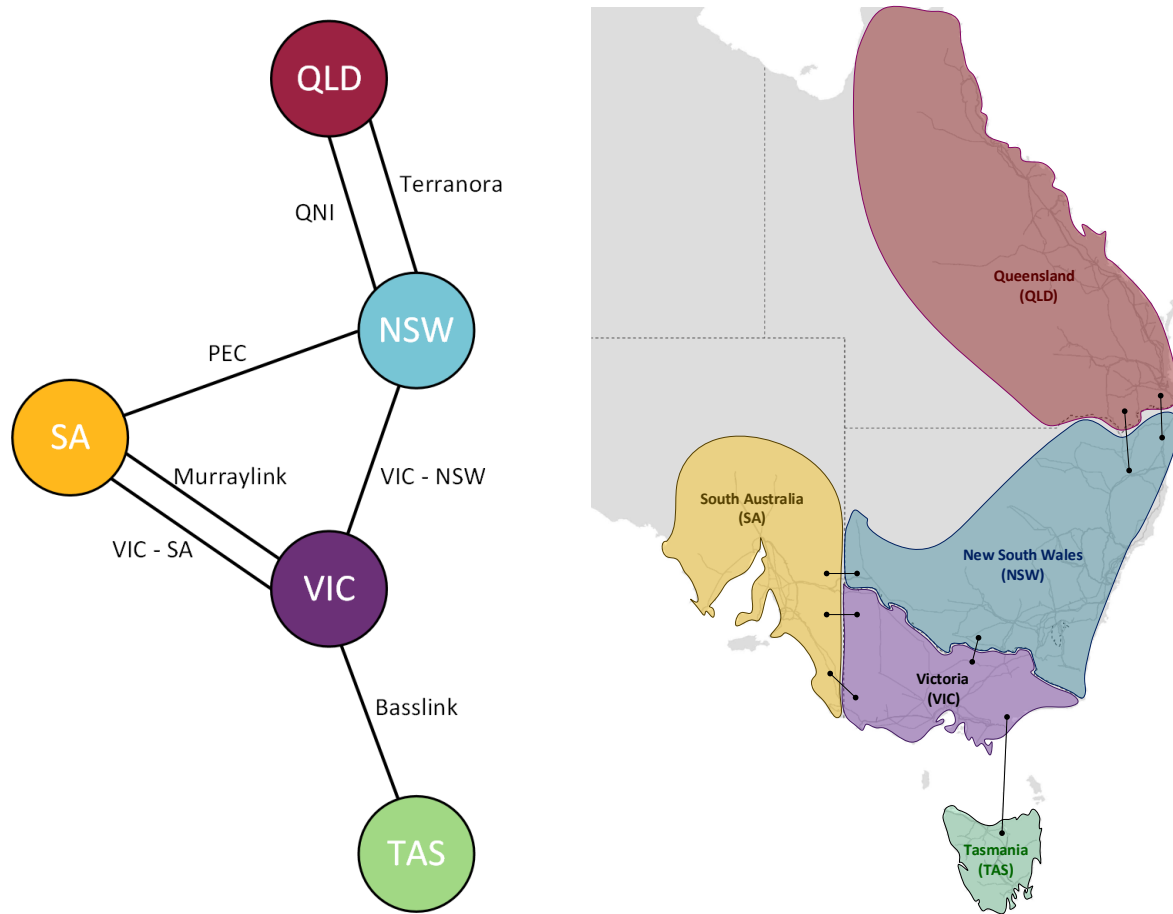 QLD
Terranora
QNI
NSW
PEC
SA
Murraylink
VIC - NSW
VIC - SA
VIC
Basslink
TAS
Queensland
(QLD)
South Australia
(SA)
New South Wales
(NSW)
Victoria
(VIC)
Tasmania
(TAS)